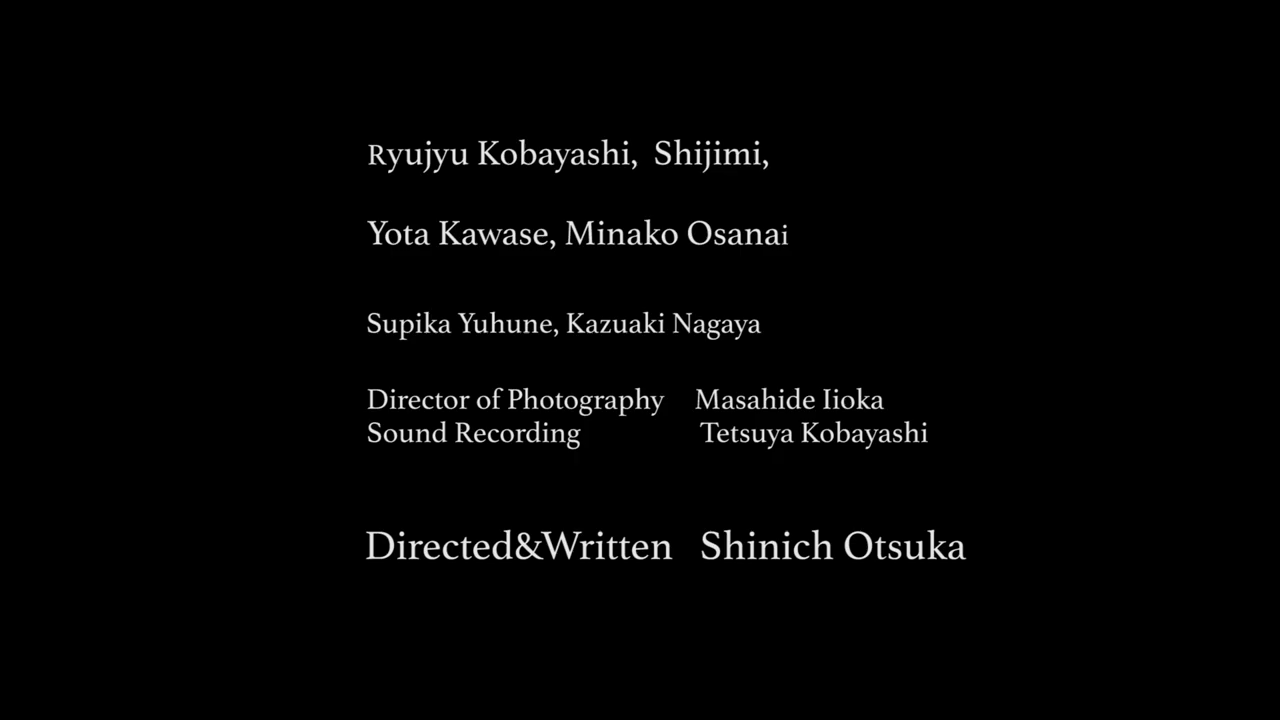 Ryujyu Kobayashi, Shijimi,
Yota Kawase, Minako Osanai
Supika Yuhune, Kazuaki Nagaya
Director of Photography Masahide Iioka
Sound Recording Tetsuya Kobayashi
Directed&Written Shinich Otsuka